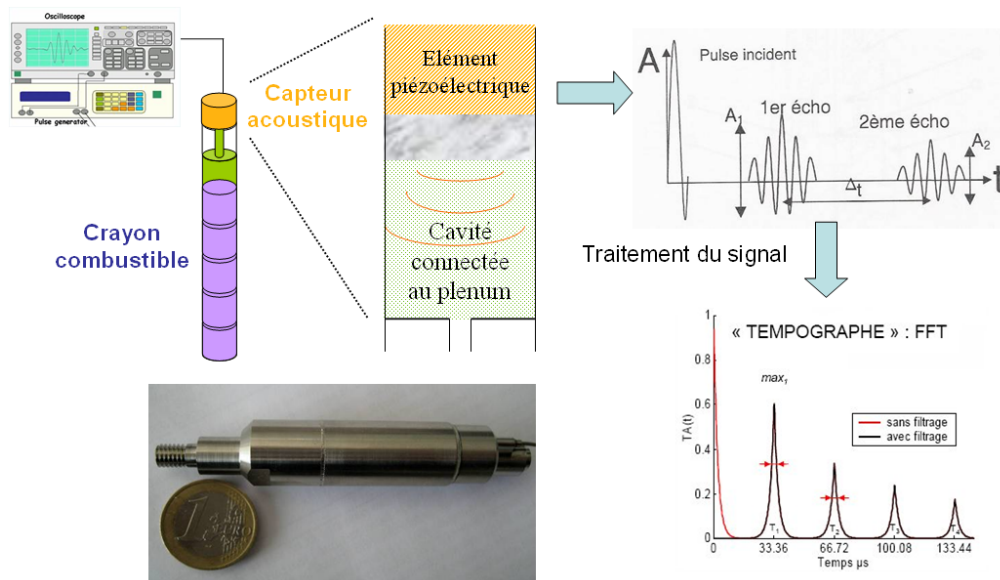 Oscilloscope
Pulse generator
Capteur
acoustique
Crayon
combustible
Elément
piézoélectrique
Cavité
connectée
au plenum
A
Pulse incident
A1
1er écho
2ème écho
A2
Δt
t
Traitement du signal
« TEMPOGRAPHE » : FFT
max1
sans filtrage
avec filtrage
TA(t)
1
0.8
0.6
0.4
0.2
0
T1
T2
T3
T4
0 33.36 66.72 100.08 133.44
Temps µs
1
EURO